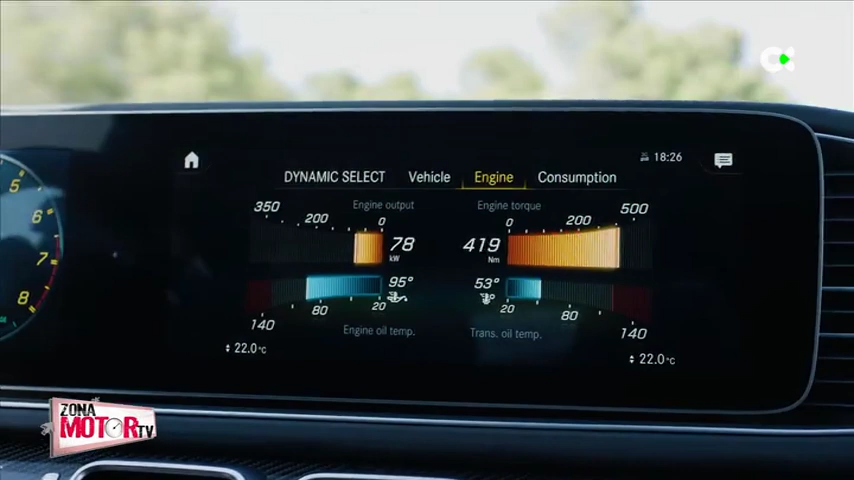 18:26
DYNAMIC SELECT Vehicle Engine Consumption
Engine output
350 200 0
78 kW
95°
140 80 20
Engine oil temp.
Engine torque
0 200 500
419 Nm
53°
20 80 140
Trans. oil temp.
22.0°C
22.0°C
5
6
7
8
ZONA
MOTOR TV